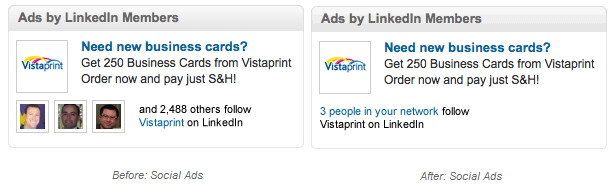 Ads by LinkedIn Members
Vistaprint
Need new business cards?
Get 250 Business Cards from Vistaprint
Order now and pay just S&H!
and 2,488 others follow
Vistaprint on LinkedIn
Before: Social Ads
Ads by LinkedIn Members
Vistaprint
Need new business cards?
Get 250 Business Cards from Vistaprint
Order now and pay just S&H!
3 people in your network follow
Vistaprint on LinkedIn
After: Social Ads